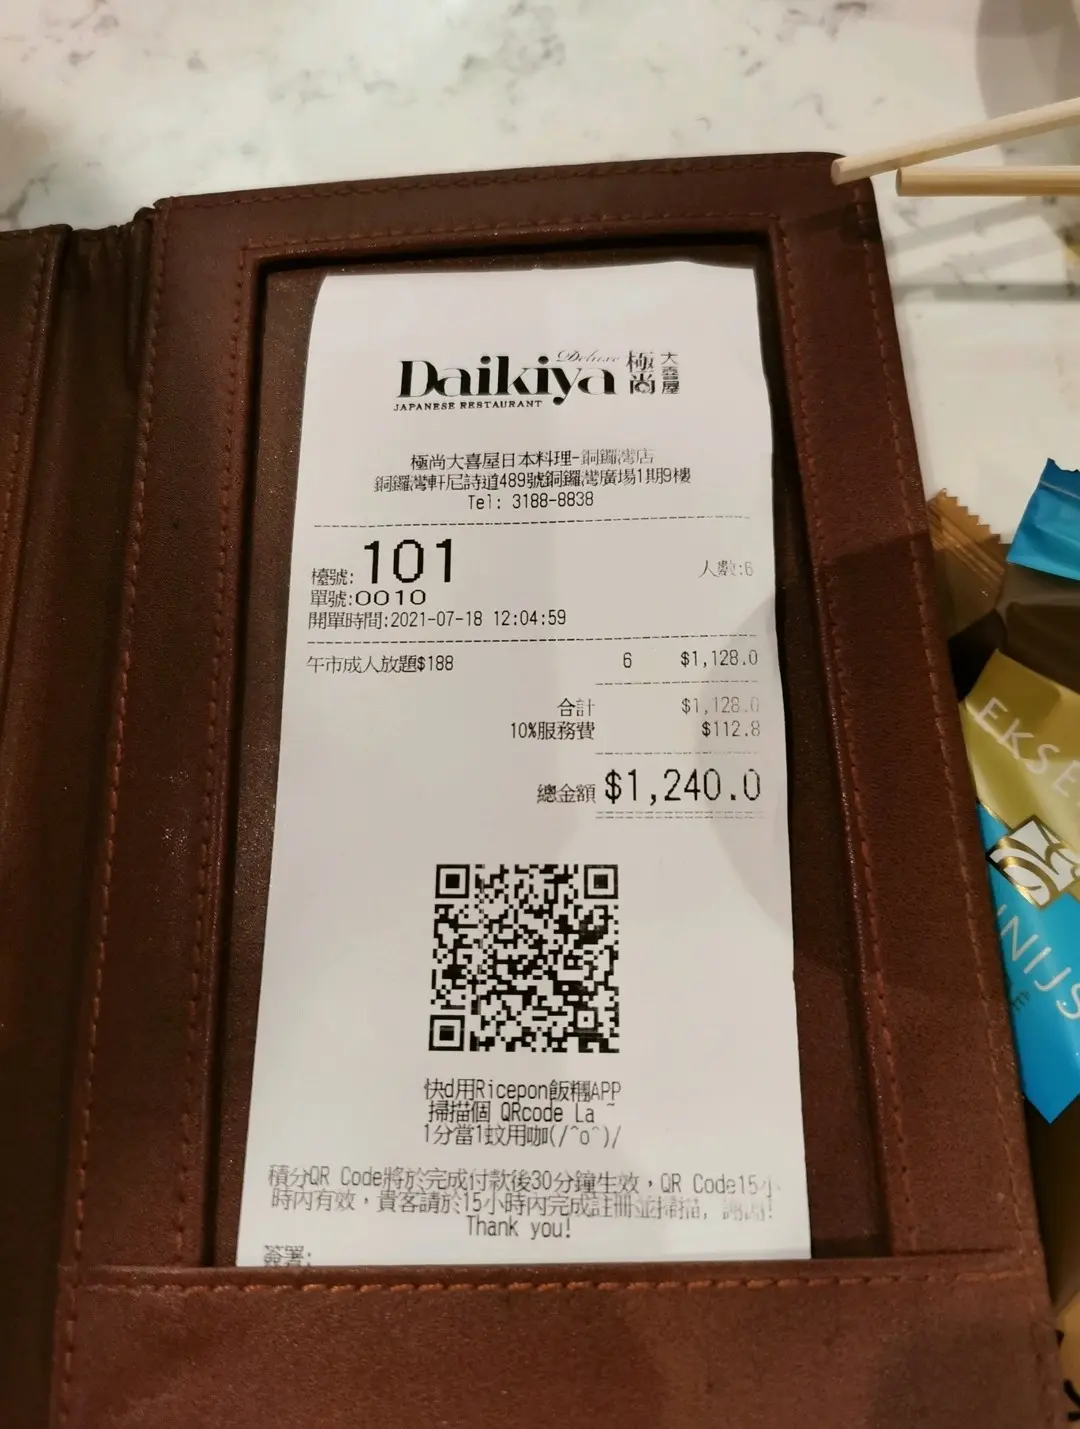 Deluxe
Daikiya 極尚 大喜屋
JAPANESE RESTAURANT
極尚大喜屋日本料理-銅鑼灣店
銅鑼灣軒尼詩道489號銅鑼灣廣場1期9樓
Tel: 3188-8838
檯號: 101 人數:6
單號:0010
開單時間:2021-07-18 12:04:59
午市成人放題$188 6 $1,128.0
合計 $1,128.0
10%服務費 $112.8
總金額 $1,240.0
快d用Ricepon飯糰APP
掃描個 QRcode La ~
1分當1蚊用咖(/^o^)/
積分QR Code將於完成付款後30分鐘生效，QR Code15小
時內有效，貴客請於15小時內完成註冊並掃描, 謝謝!
Thank you!
簽署:
EKSE
INIJS